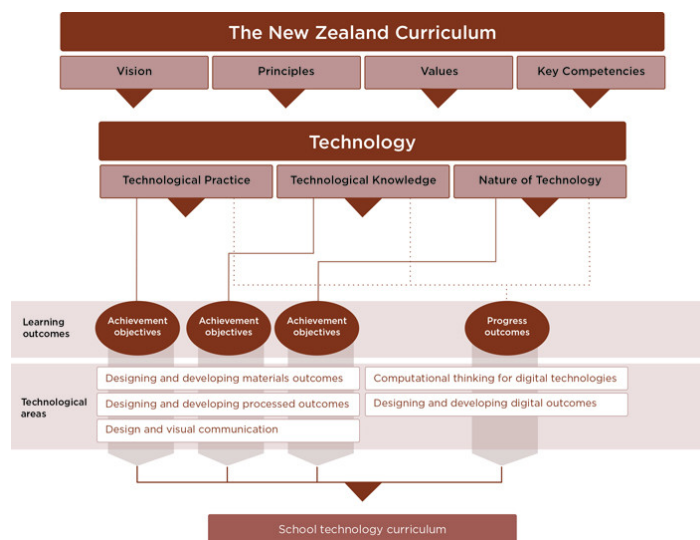 The New Zealand Curriculum
Vision
Principles
Values
Key Competencies
Technology
Technological Practice
Technological Knowledge
Nature of Technology
Learning
outcomes
Achievement
objectives
Achievement
objectives
Achievement
objectives
Progress
outcomes
Technological
areas
Designing and developing materials outcomes
Designing and developing processed outcomes
Design and visual communication
Computational thinking for digital technologies
Designing and developing digital outcomes
School technology curriculum